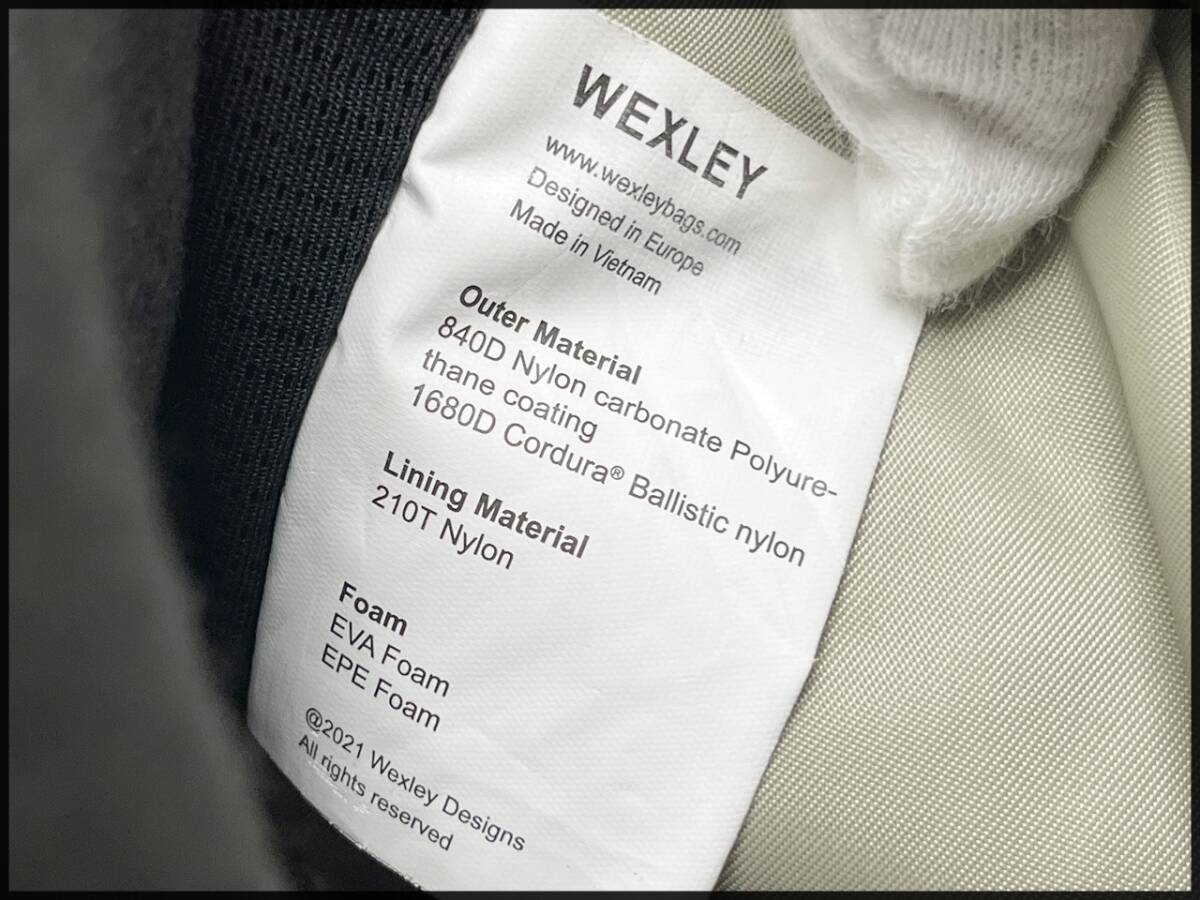 WEXLEY
www.wexleybags.com
Designed in Europe
Made in Vietnam
Outer Material
840D Nylon carbonate Polyure-
thane coating
1680D Cordura® Ballistic nylon
Lining Material
210T Nylon
Foam
EVA Foam
EPE Foam
@2021 Wexley Designs
All rights reserved